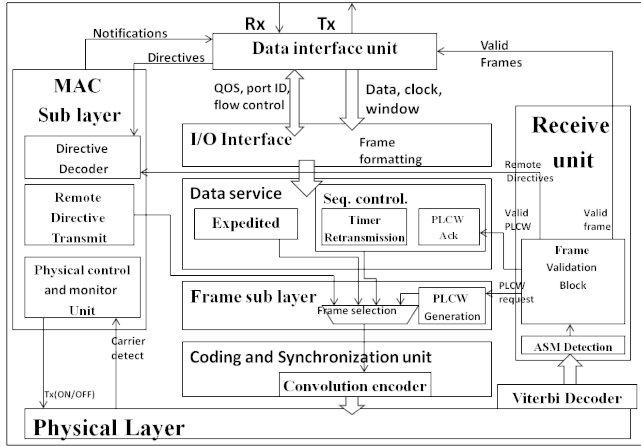 Rx
Tx
Notifications
Data interface unit
Valid
Frames
Directives
MAC
Sub layer
QOS, port ID,
flow control
Data, clock,
window
Receive
unit
I/O Interface
Frame
formatting
Directive
Decoder
Remote
Directives
Data service
Seq. control.
Remote
Directive
Transmit
Expedited
Timer
Retransmission
PLCW
Ack
Valid
PLCW
Valid
frame
Physical control
and monitor
Unit
Frame
Validation
Block
Frame sub layer
PLCW
Generation
PLCW
request
Frame selection
Carrier
detect
ASM Detection
Coding and Synchronization unit
Convolution encoder
Tx(ON/OFF)
Viterbi Decoder
Physical Layer